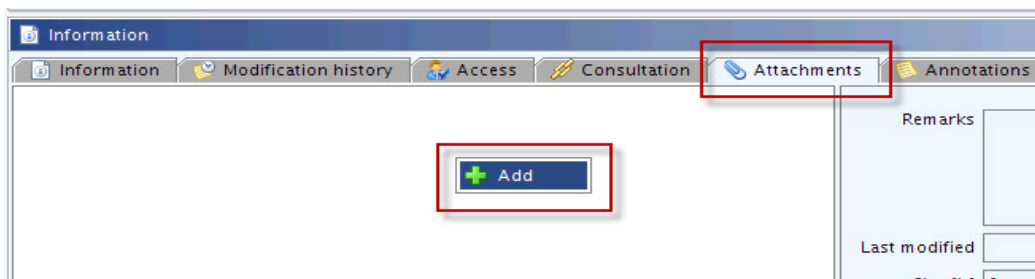 Information
Information Modification history Access Consultation Attachments Annotations
Remarks
Add
Last modified